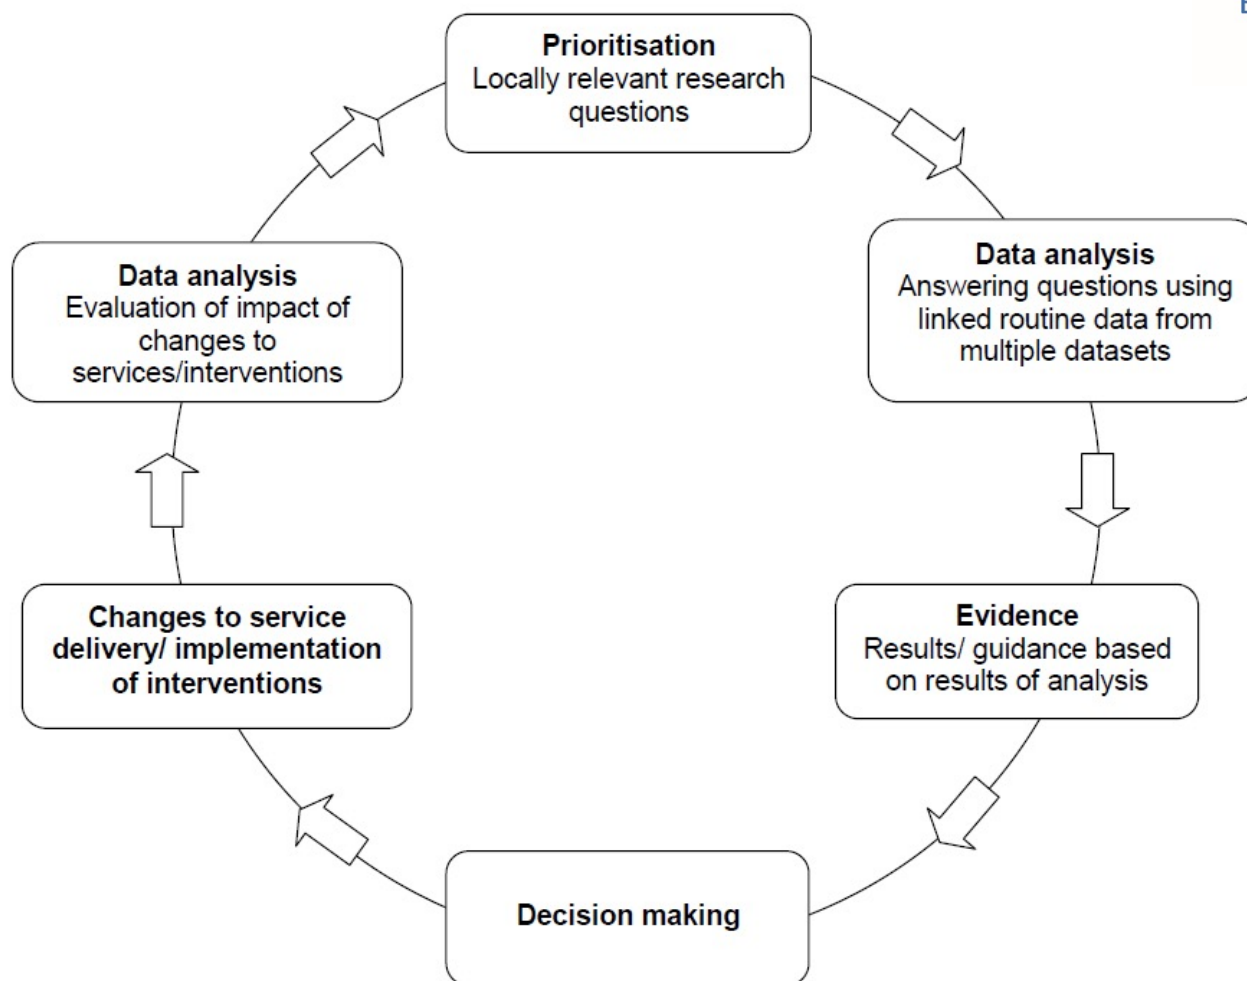 Prioritisation
Locally relevant research
questions
Data analysis
Answering questions using
linked routine data from
multiple datasets
Evidence
Results/ guidance based
on results of analysis
Decision making
Changes to service
delivery/ implementation
of interventions
Data analysis
Evaluation of impact of
changes to
services/interventions